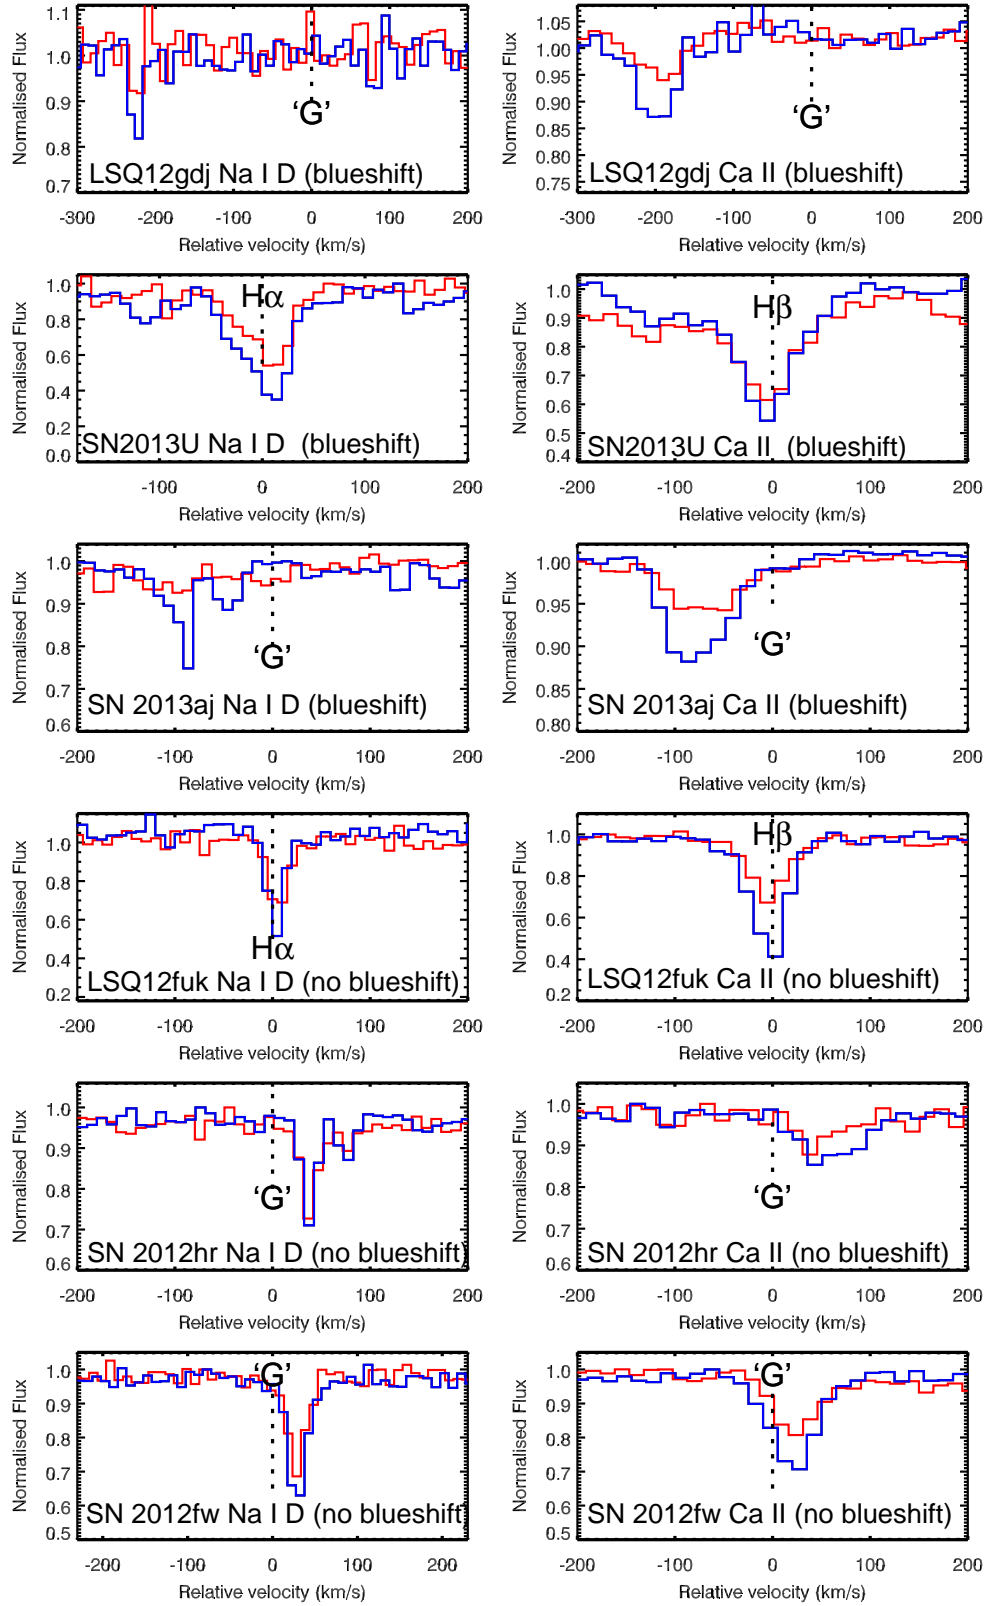 1.1
1.0
0.9
0.8
0.7
Normalised Flux
'G'
LSQ12gdj Na I D (blueshift)
-300 -200 -100 0 100 200
Relative velocity (km/s)
1.05
1.00
0.95
0.90
0.85
0.80
0.75
Normalised Flux
'G'
LSQ12gdj Ca II (blueshift)
-300 -200 -100 0 100 200
Relative velocity (km/s)
1.0
0.8
0.6
0.4
0.2
0.0
Normalised Flux
Hα
SN2013U Na I D (blueshift)
-100 0 100 200
Relative velocity (km/s)
1.0
0.9
0.8
0.7
0.6
0.5
0.4
Normalised Flux
Hβ
SN2013U Ca II (blueshift)
-200 -100 0 100 200
Relative velocity (km/s)
1.0
0.9
0.8
0.7
0.6
Normalised Flux
'G'
SN 2013aj Na I D (blueshift)
-200 -100 0 100 200
Relative velocity (km/s)
1.00
0.95
0.90
0.85
0.80
Normalised Flux
'G'
SN 2013aj Ca II (blueshift)
-200 -100 0 100 200
Relative velocity (km/s)
1.0
0.8
0.6
0.4
0.2
Normalised Flux
Hα
LSQ12fuk Na I D (no blueshift)
-200 -100 0 100 200
Relative velocity (km/s)
1.0
0.8
0.6
0.4
0.2
Normalised Flux
Hβ
LSQ12fuk Ca II (no blueshift)
-200 -100 0 100 200
Relative velocity (km/s)
1.0
0.9
0.8
0.7
0.6
Normalised Flux
'G'
SN 2012hr Na I D (no blueshift)
-200 -100 0 100 200
Relative velocity (km/s)
1.0
0.9
0.8
0.7
0.6
Normalised Flux
'G'
SN 2012hr Ca II (no blueshift)
-200 -100 0 100 200
Relative velocity (km/s)
1.0
0.9
0.8
0.7
0.6
0.5
Normalised Flux
'G'
SN 2012fw Na I D (no blueshift)
-200 -100 0 100 200
Relative velocity (km/s)
1.0
0.9
0.8
0.7
0.6
0.5
Normalised Flux
'G'
SN 2012fw Ca II (no blueshift)
-200 -100 0 100 200
Relative velocity (km/s)